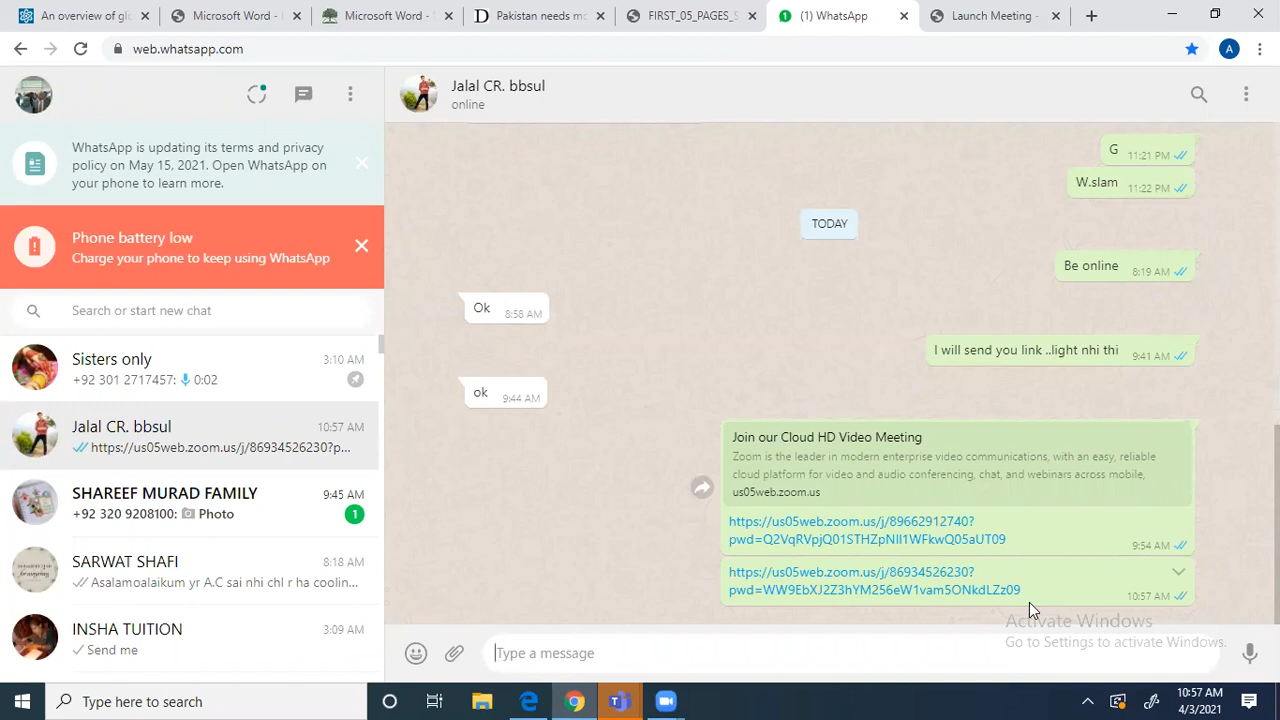 An overview of glo
Microsoft Word -
Microsoft Word -
Pakistan needs mo
FIRST_05_PAGES_S
(1) WhatsApp
Launch Meeting -
web.whatsapp.com
A
Jalal CR. bbsul
online
WhatsApp is updating its terms and privacy
policy on May 15, 2021. Open WhatsApp on
your phone to learn more.
Phone battery low
Charge your phone to keep using WhatsApp
Search or start new chat
Sisters only
3:10 AM
+92 301 2717457: 0:02
Jalal CR. bbsul
10:57 AM
https://us05web.zoom.us/j/86934526230?p...
SHAREEF MURAD FAMILY
9:45 AM
+92 320 9208100: Photo
1
SARWAT SHAFI
8:18 AM
Asalamoalaikum yr A.C sai nhi chl r ha coolin...
INSHA TUITION
3:09 AM
Send me
G
11:21 PM
W.slam
11:22 PM
TODAY
Be online
8:19 AM
Ok
8:58 AM
I will send you link ..light nhi thi
9:41 AM
ok
9:44 AM
Join our Cloud HD Video Meeting
Zoom is the leader in modern enterprise video communications, with an easy, reliable
cloud platform for video and audio conferencing, chat, and webinars across mobile,
us05web.zoom.us
https://us05web.zoom.us/j/89662912740?
pwd=Q2VqRVpjQ01STHZpNII1WFkwQ05aUT09
9:54 AM
https://us05web.zoom.us/j/86934526230?
pwd=WW9EbXJ2Z3hYM256eW1vam5ONkdLZz09
10:57 AM
Activate Windows
Go to Settings to activate Windows.
Type a message
Type here to search
10:57 AM
4/3/2021